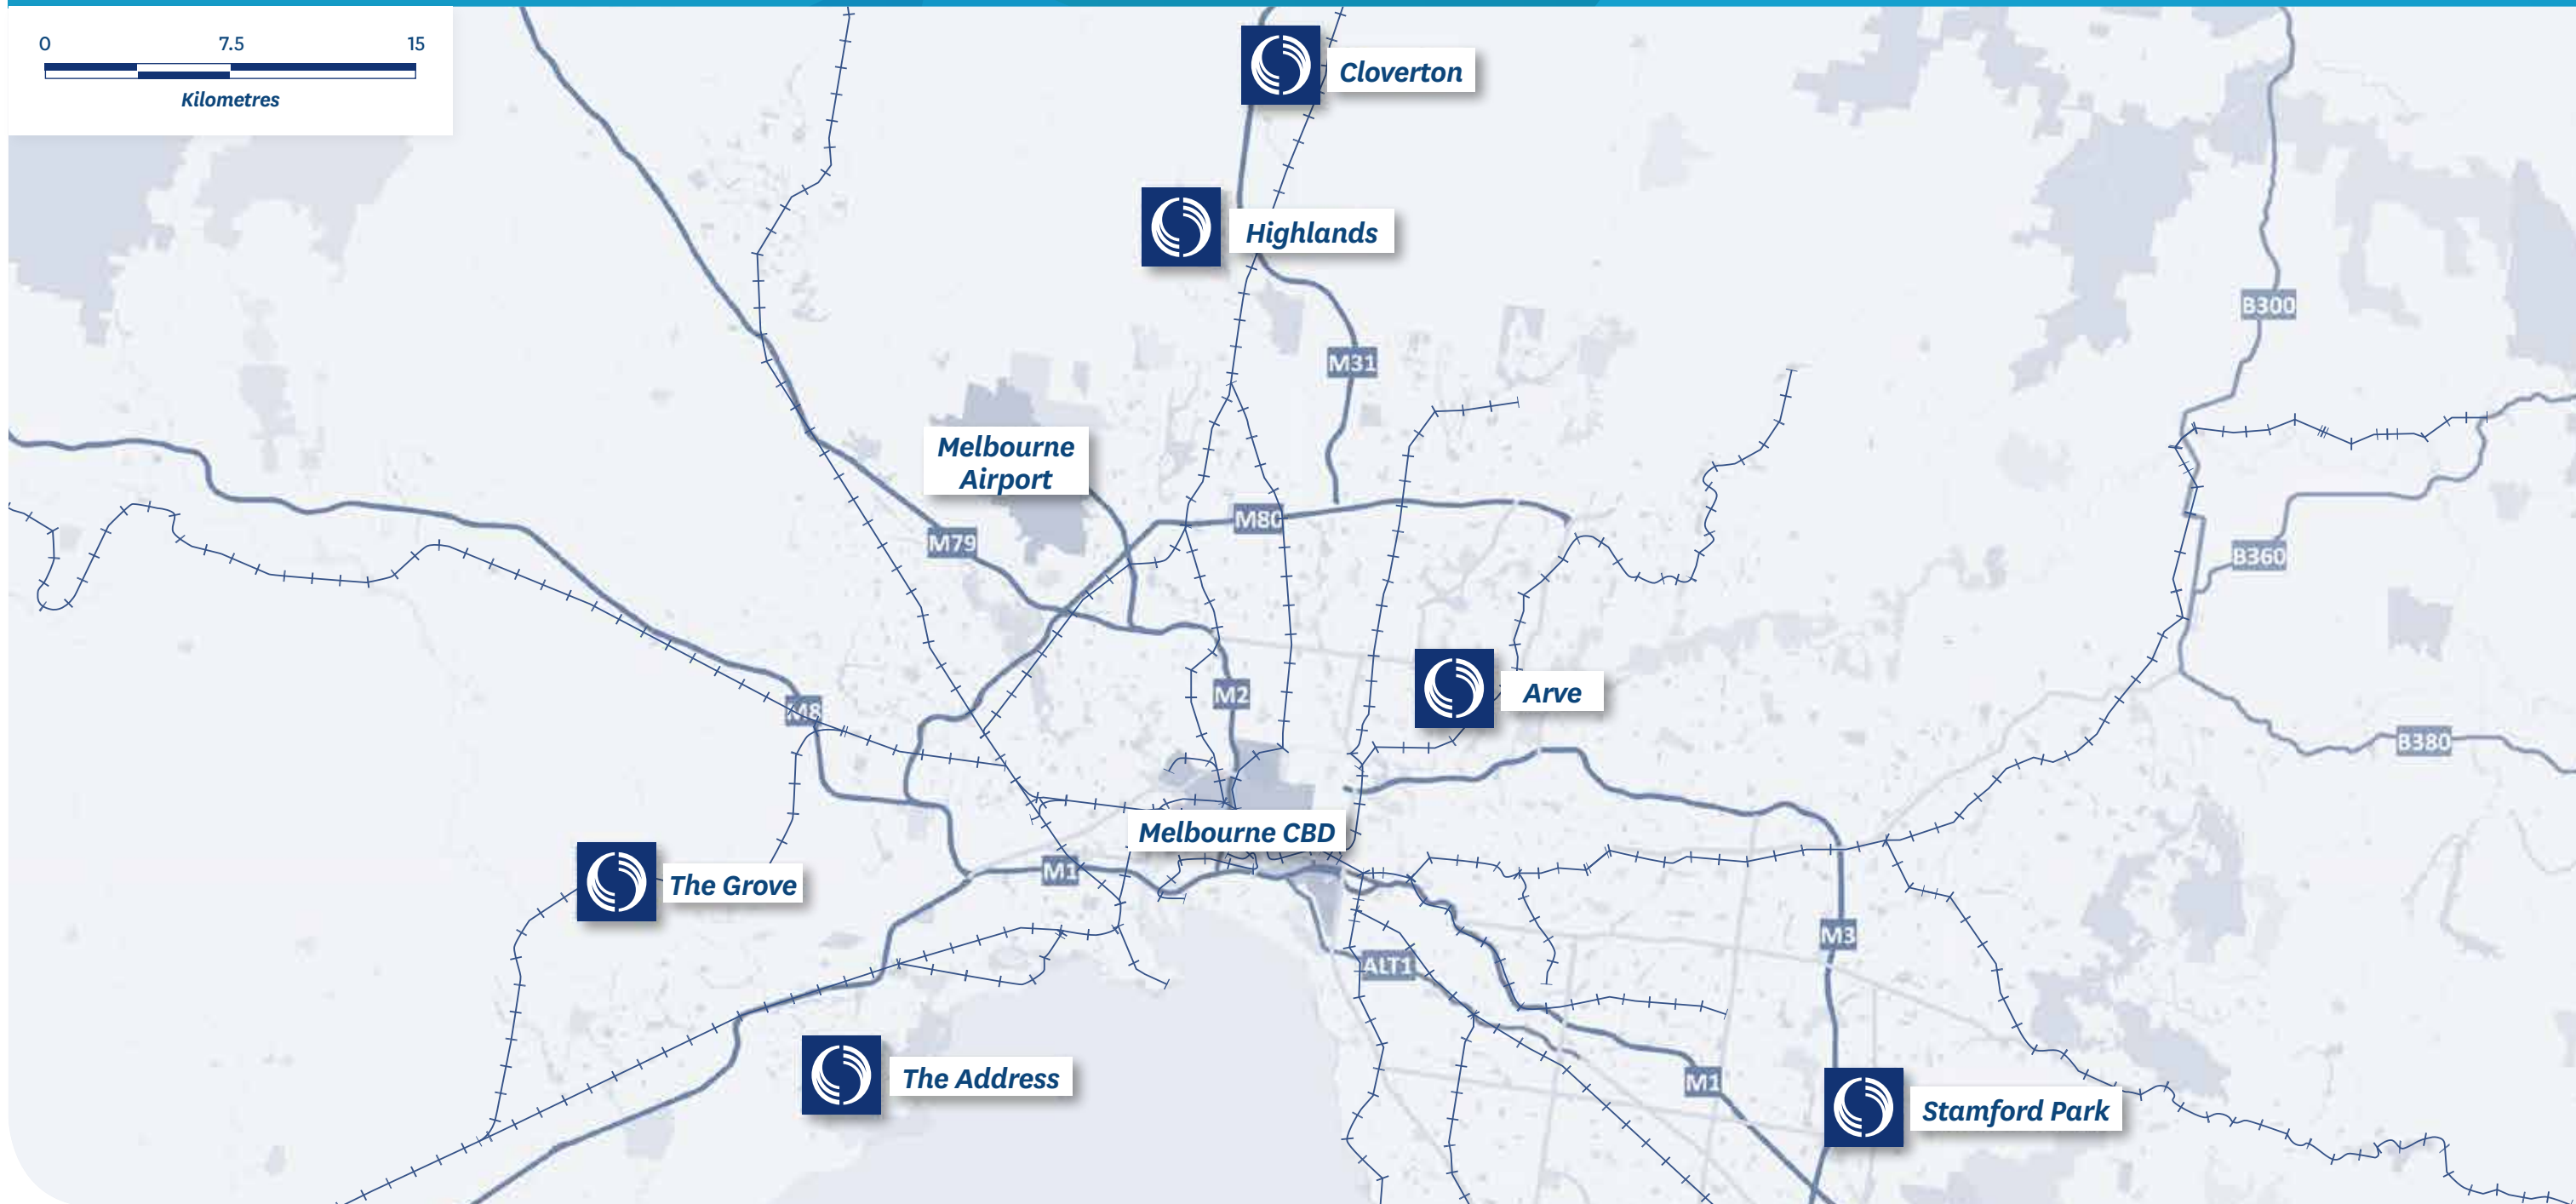 0 7.5 15
Kilometres
Cloverton
Highlands
B300
M31
Melbourne
Airport
M80
M79
B360
M2
Arve
M8
B380
Melbourne CBD
M1
The Grove
M3
ALT1
The Address
M1
Stamford Park